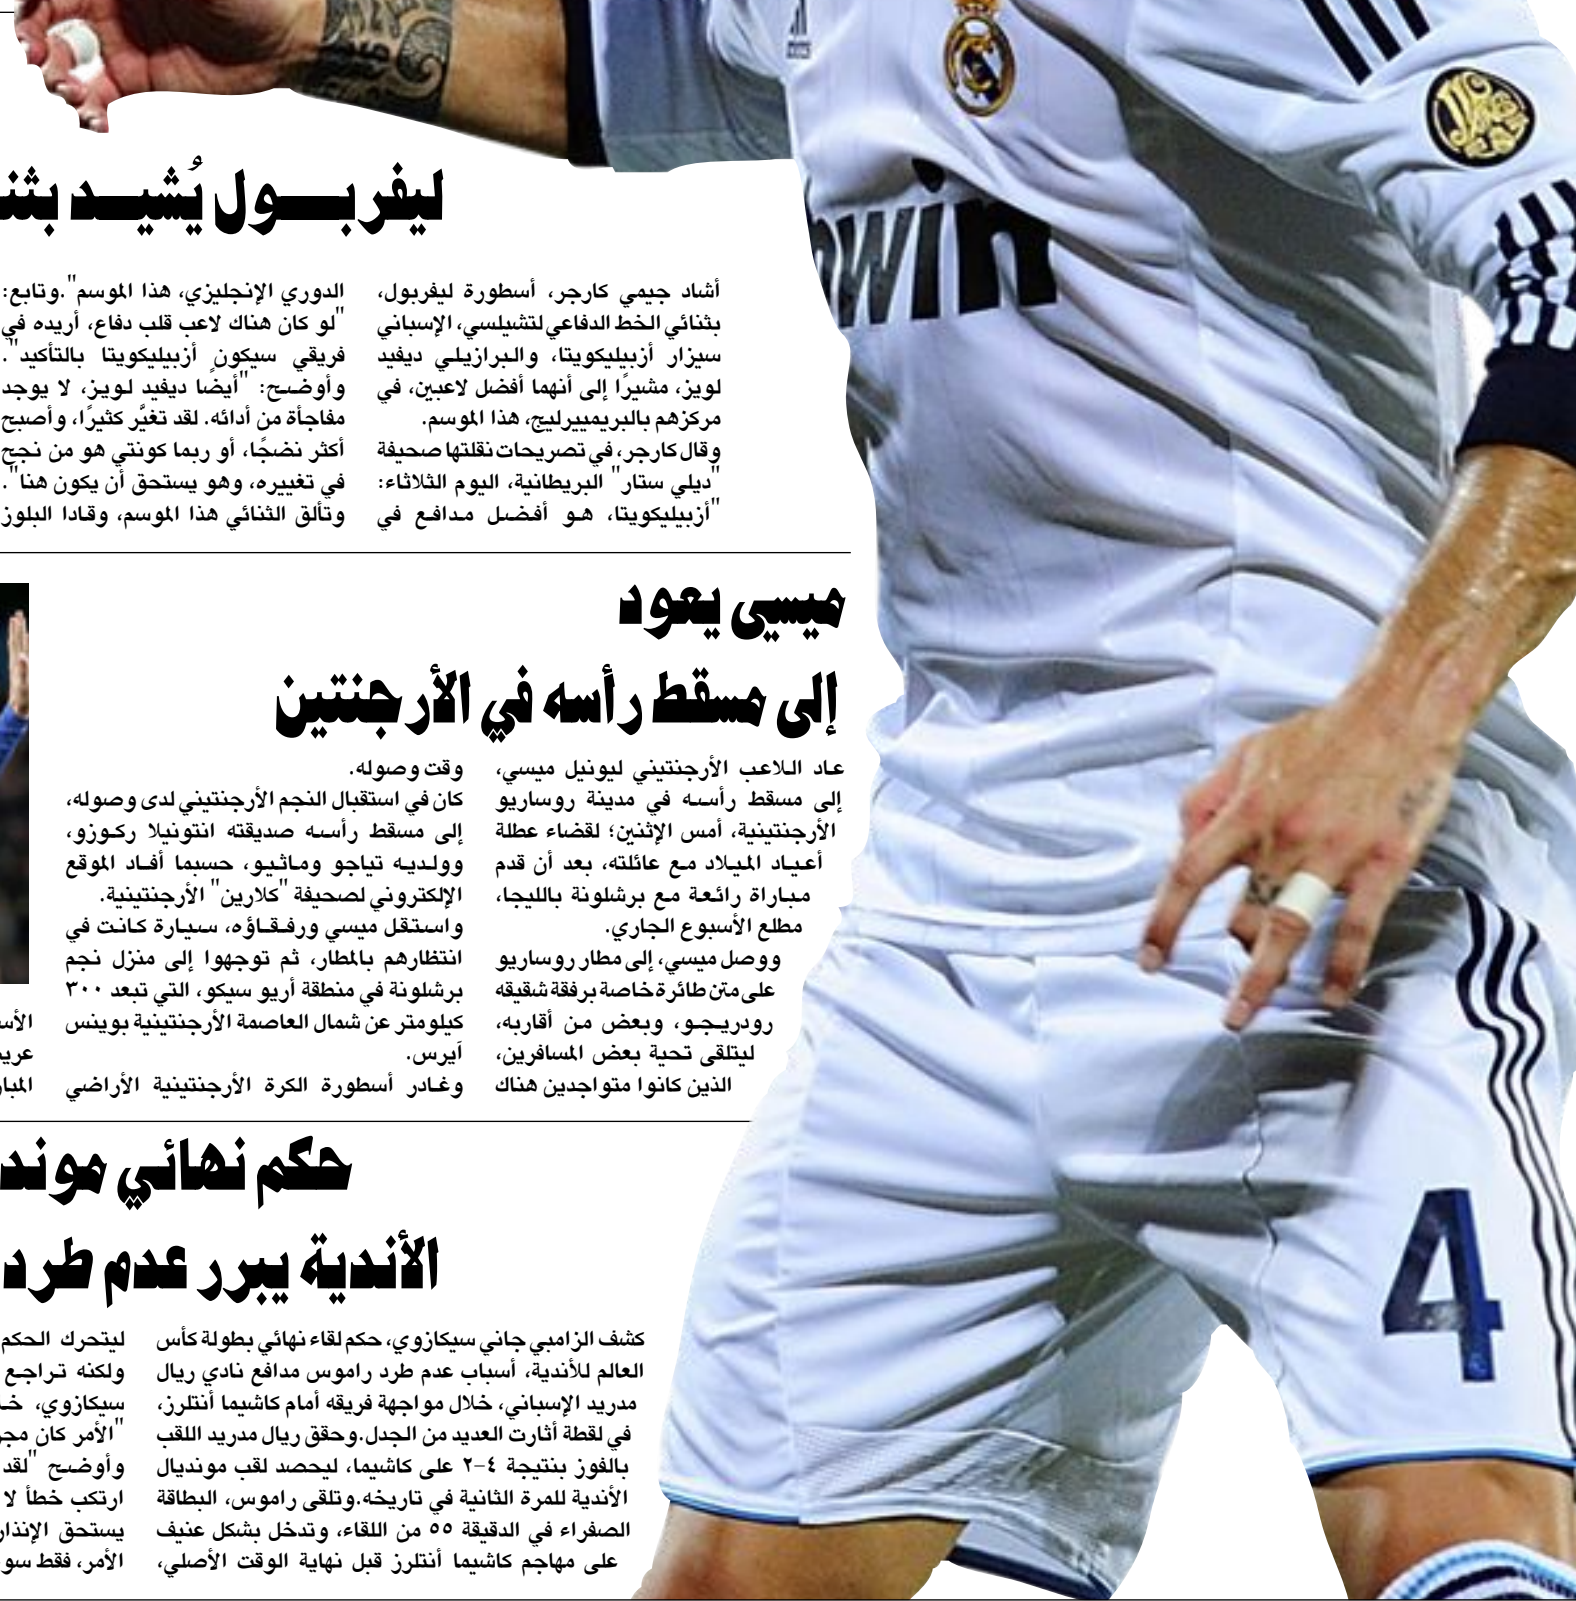 ليفربول يُشيد
أشاد جيمي كارجر، أسطورة ليفربول،
بثنائي الخط الدفاعي لتشيلسي، الإسباني
سيزار أزبيليكويتا، والبرازيلي ديفيد
لويز، مشيرًا إلى أنهما أفضل لاعبين، في
مركزهم بالبريمييرليج، هذا الموسم.
وقال كارجر، في تصريحات نقلتها صحيفة
"ديلي ستار" البريطانية، اليوم الثلاثاء:
"أزبيليكويتا، هو أفضل مدافع في
الدوري الإنجليزي، هذا الموسم".وتابع:
"لو كان هناك لاعب قلب دفاع، أريده في
فريقي سيكون أزبيليكويتا بالتأكيد".
وأوضح: "أيضًا ديفيد لويز، لا يوجد
مفاجأة من أدائه. لقد تغيَّر كثيرًا، وأصبح
أكثر نضجًا، أو ربما كونتي هو من نجح
في تغييره، وهو يستحق أن يكون هنا".
وتألق الثنائي هذا الموسم، وقادا البلوز
ميسي يعود
إلى مسقط رأسه في الأرجنتين
عاد اللاعب الأرجنتيني ليونيل ميسي،
إلى مسقط رأسه في مدينة روساريو
الأرجنتينية، أمس الإثنين؛ لقضاء عطلة
أعياد الميلاد مع عائلته، بعد أن قدم
مباراة رائعة مع برشلونة بالليجا،
مطلع الأسبوع الجاري.
ووصل ميسي، إلى مطار روساريو
على متن طائرة خاصة برفقة شقيقه
رودريجو، وبعض من أقاربه،
ليتلقى تحية بعض المسافرين،
الذين كانوا متواجدين هناك
وقت وصوله.
كان في استقبال النجم الأرجنتيني لدى وصوله،
إلى مسقط رأسه صديقته انتونيلا ركوزو،
وولديه تياجو وماثيو، حسبما أفاد الموقع
الإلكتروني لصحيفة "كلارين" الأرجنتينية.
واستقل ميسي ورفقاؤه، سيارة كانت في
انتظارهم بالمطار، ثم توجهوا إلى منزل نجم
برشلونة في منطقة أريو سيكو، التي تبعد ٣٠٠
كيلومتر عن شمال العاصمة الأرجنتينية بوينس
آيرس.
وغادر أسطورة الكرة الأرجنتينية الأراضي
حكم نهائي
الأندية يبرر عدم طرد
كشف الزامبي جاني سيكازوي، حكم لقاء نهائي بطولة كأس
العالم للأندية، أسباب عدم طرد راموس مدافع نادي ريال
مدريد الإسباني، خلال مواجهة فريقه أمام كاشيما أنتلرز،
في لقطة أثارت العديد من الجدل.وحقق ريال مدريد اللقب
بالفوز بنتيجة ٤-٢ على كاشيما، ليحصد لقب مونديال
الأندية للمرة الثانية في تاريخه.وتلقى راموس، البطاقة
الصفراء في الدقيقة ٥٥ من اللقاء، وتدخل بشكل عنيف
على مهاجم كاشيما أنتلرز قبل نهاية الوقت الأصلي،
ليتحرك الحكم
ولكنه تراجع
سيكازوي،
"الأمر كان
وأوضح "لقد
ارتكب خطأ لا
يستحق الإنذار
الأمر، فقط
win
4